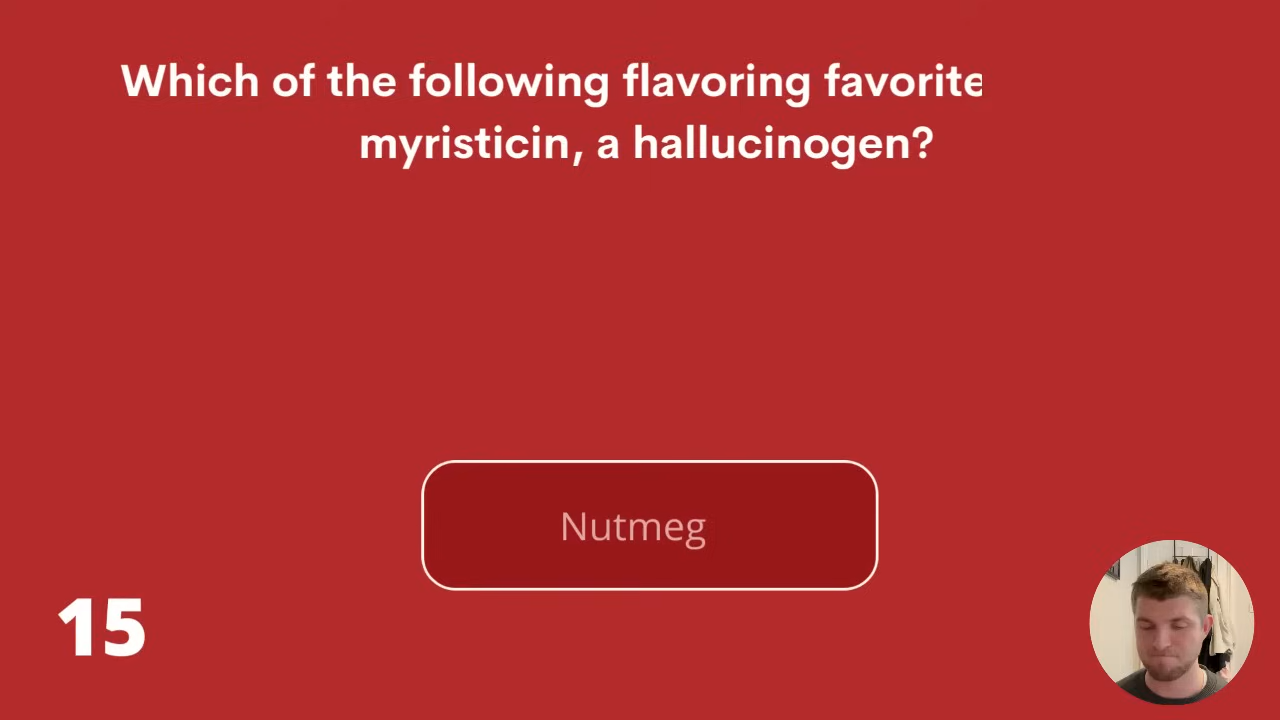 Which of the following flavoring favorite
myristicin, a hallucinogen?
Nutmeg
15